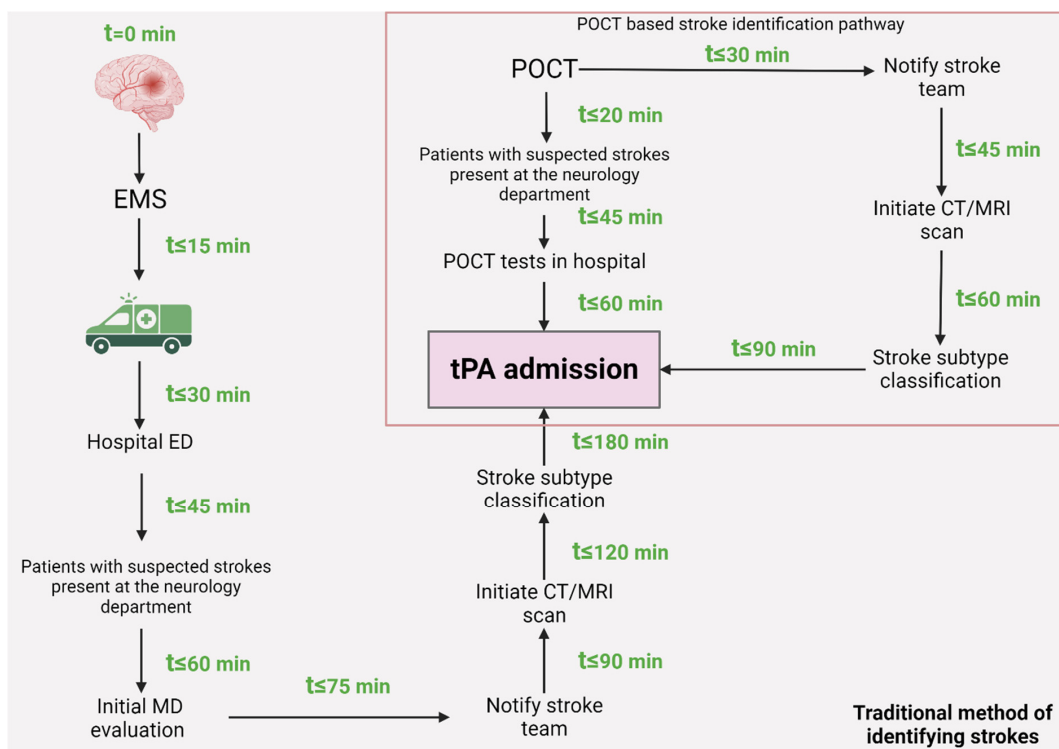 t=0 min
EMS
t≤15 min
t≤30 min
Hospital ED
t≤45 min
Patients with suspected strokes
present at the neurology
department
t≤60 min
Initial MD
evaluation
t≤75 min
Notify stroke
team
t≤90 min
Initiate CT/MRI
scan
t≤120 min
Stroke subtype
classification
t≤180 min
tPA admission
POCT based stroke identification pathway
POCT
t≤30 min
Notify stroke
team
t≤20 min
Patients with suspected strokes
present at the neurology
department
t≤45 min
POCT tests in hospital
t≤60 min
t≤45 min
Initiate CT/MRI
scan
t≤60 min
Stroke subtype
classification
t≤90 min
Traditional method of
identifying strokes